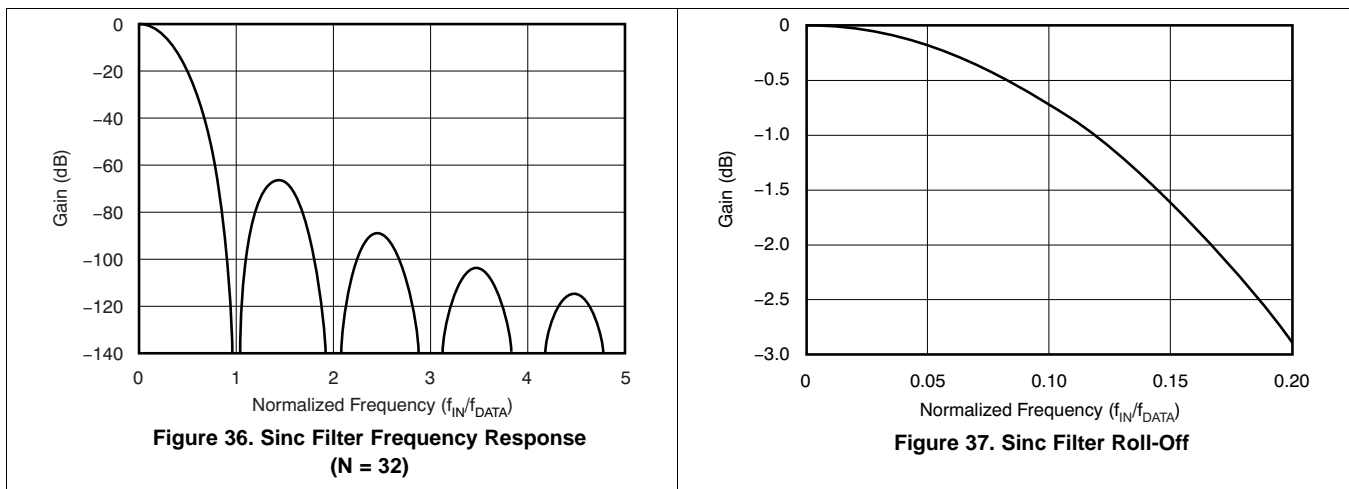 0
−20
−40
−60
−80
−100
−120
−140
Gain (dB)
0 1 2 3 4 5
Normalized Frequency (fIN/fDATA)
Figure 36. Sinc Filter Frequency Response
(N = 32)
0
−0.5
−1.0
−1.5
−2.0
−2.5
−3.0
Gain (dB)
0 0.05 0.10 0.15 0.20
Normalized Frequency (fIN/fDATA)
Figure 37. Sinc Filter Roll-Off